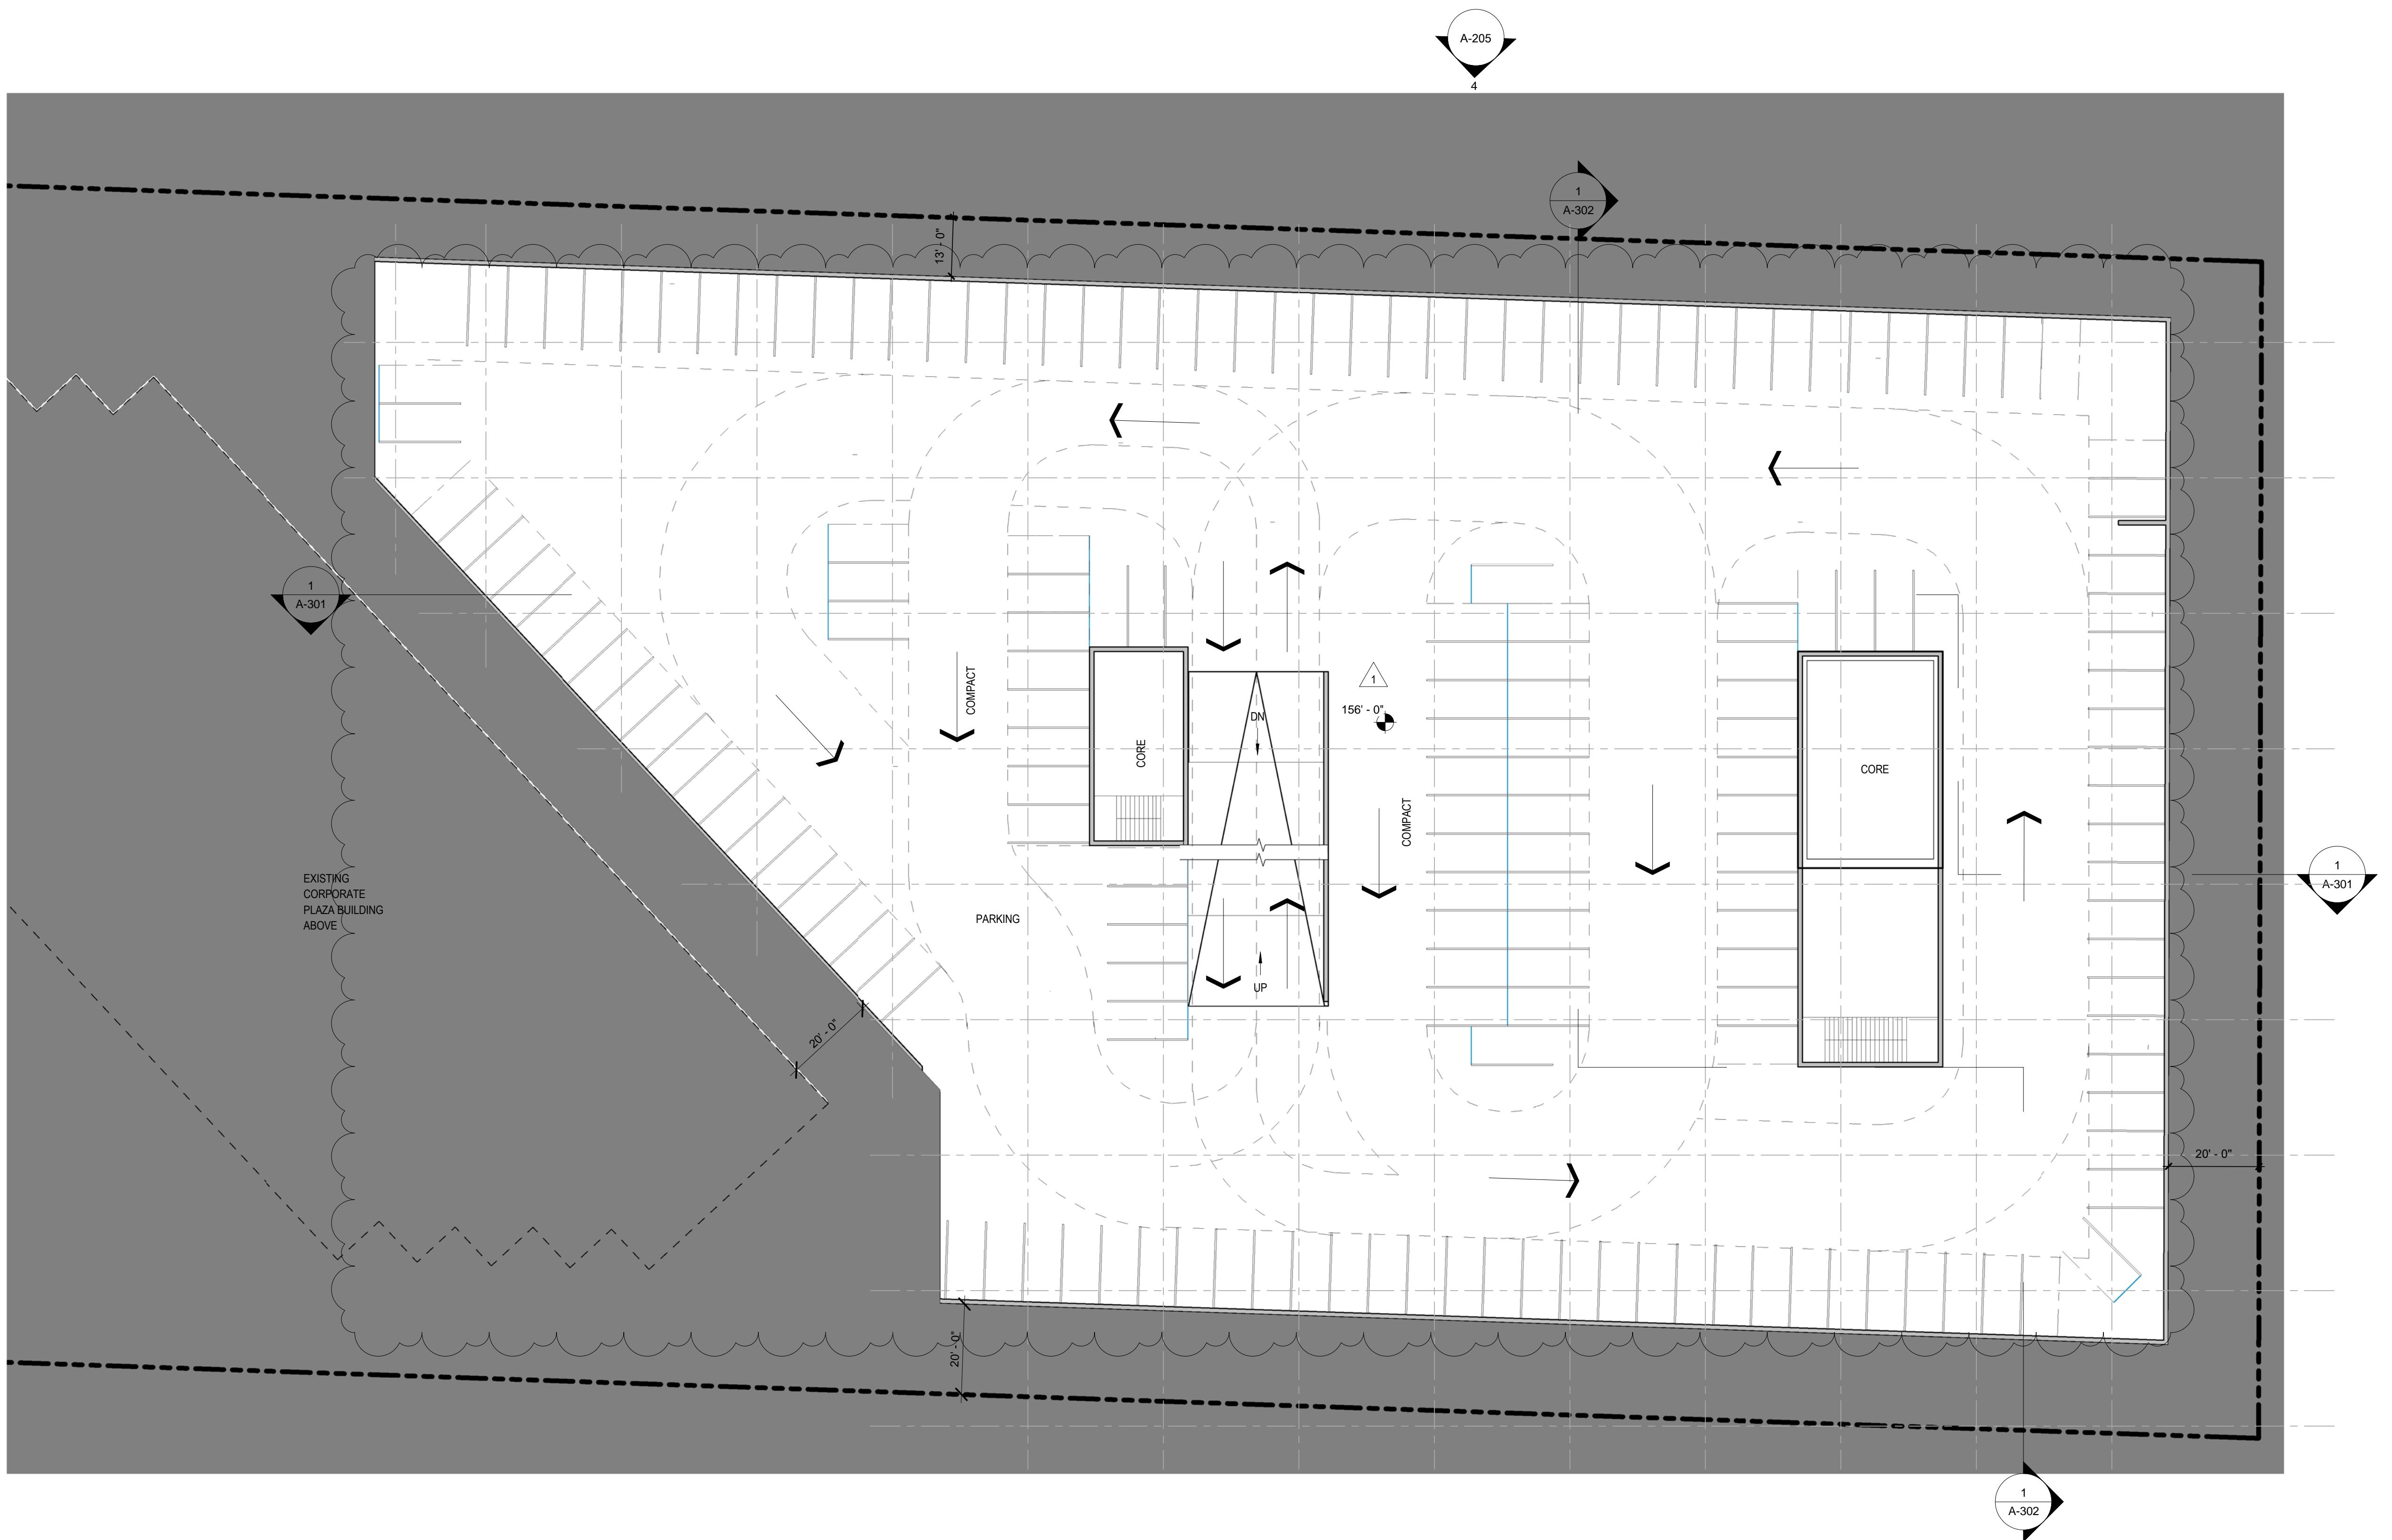 A-205
4
1
A-302
13' - 0"
1
A-301
COMPACT
1
156' - 0"
DN
CORE
CORE
COMPACT
1
A-301
EXISTING
CORPORATE
PLAZA BUILDING
ABOVE
PARKING
UP
20' - 0"
20' - 0"
20' - 0"
1
A-302